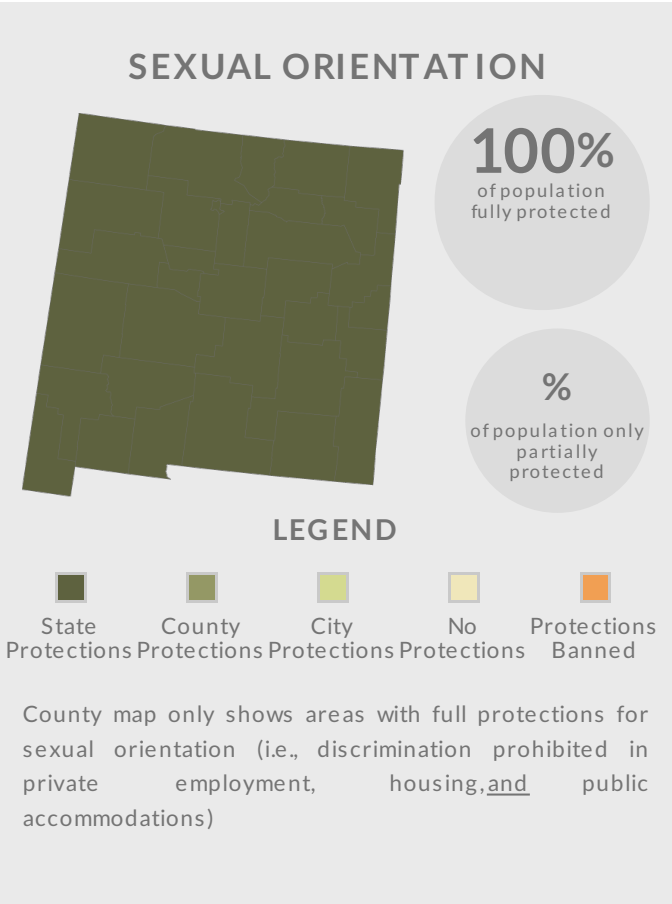 SEXUAL ORIENTATION
100%
of population
fully protected
%
of population only
partially
protected
LEGEND
State
Protections
County
Protections
City
Protections
No
Protections
Protections
Banned
County map only shows areas with full protections for
sexual orientation (i.e., discrimination prohibited in
private employment, housing,and public
accommodations)